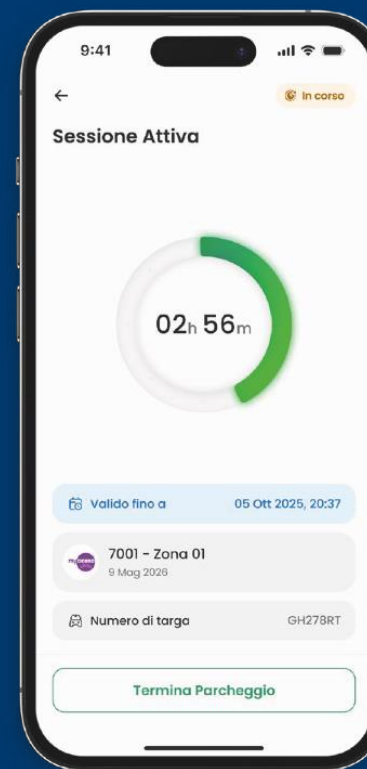 9:41
In corso
Sessione Attiva
02h 56m
Valido fino a 05 Ott 2025, 20:37
7001 - Zona 01
9 Mag 2026
Numero di targa GH278RT
Termina Parcheggio